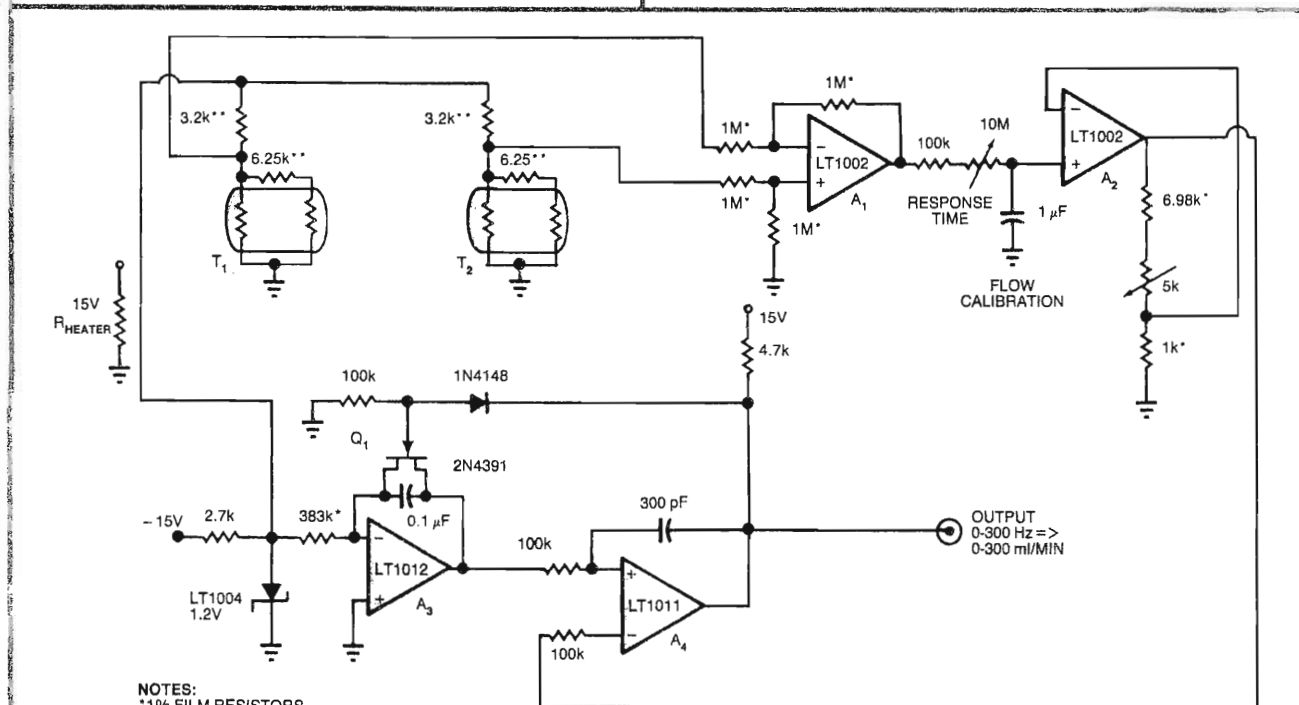 3.2k**
6.25k**
T1
3.2k**
6.25**
T2
15V
RHEATER
1M*
1M*
1M*
1M*
LT1002
A1
100k
10M
RESPONSE
TIME
1 µF
FLOW
CALIBRATION
LT1002
A2
6.98k*
5k
1k*
15V
4.7k
100k
1N4148
Q1
2N4391
0.1 µF
–15V
2.7k
383k*
LT1012
A3
LT1004
1.2V
100k
300 pF
LT1011
A4
100k
OUTPUT
0-300 Hz =>
0-300 ml/MIN
NOTES:
*1% FILM RESISTORS